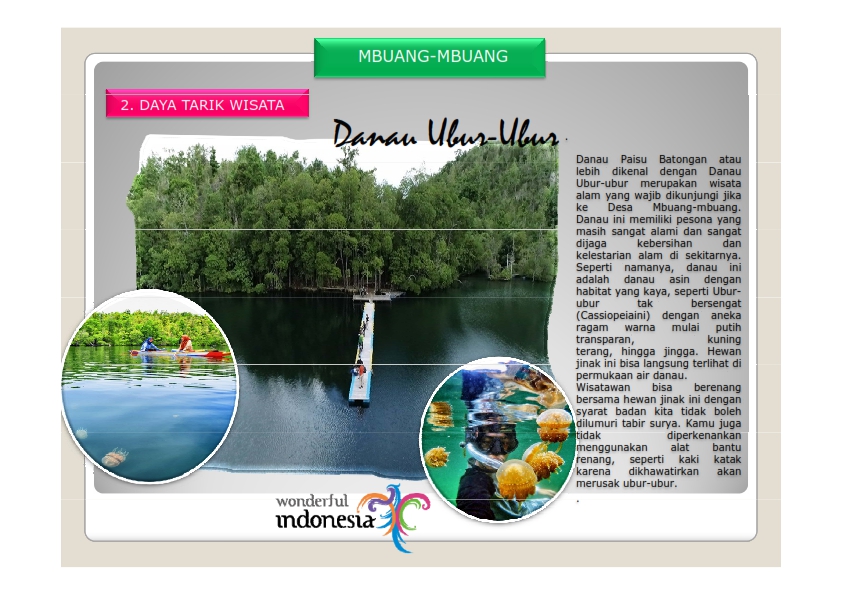 MBUANG-MBUANG
2. DAYA TARIK WISATA
Danau Ubur-Ubur .
Danau Paisu Batongan atau
lebih dikenal dengan Danau
Ubur-ubur merupakan wisata
alam yang wajib dikunjungi jika
ke Desa Mbuang-mbuang.
Danau ini memiliki pesona yang
masih sangat alami dan sangat
dijaga kebersihan dan
kelestarian alam di sekitarnya.
Seperti namanya, danau ini
adalah danau asin dengan
habitat yang kaya, seperti Ubur-
ubur tak bersengat
(Cassiopeiaini) dengan aneka
ragam warna mulai putih
transparan, kuning
terang, hingga jingga. Hewan
jinak ini bisa langsung terlihat di
permukaan air danau.
Wisatawan bisa berenang
bersama hewan jinak ini dengan
syarat badan kita tidak boleh
dilumuri tabir surya. Kamu juga
tidak diperkenankan
menggunakan alat bantu
renang, seperti kaki katak
karena dikhawatirkan akan
merusak ubur-ubur.
.
wonderful
indonesia